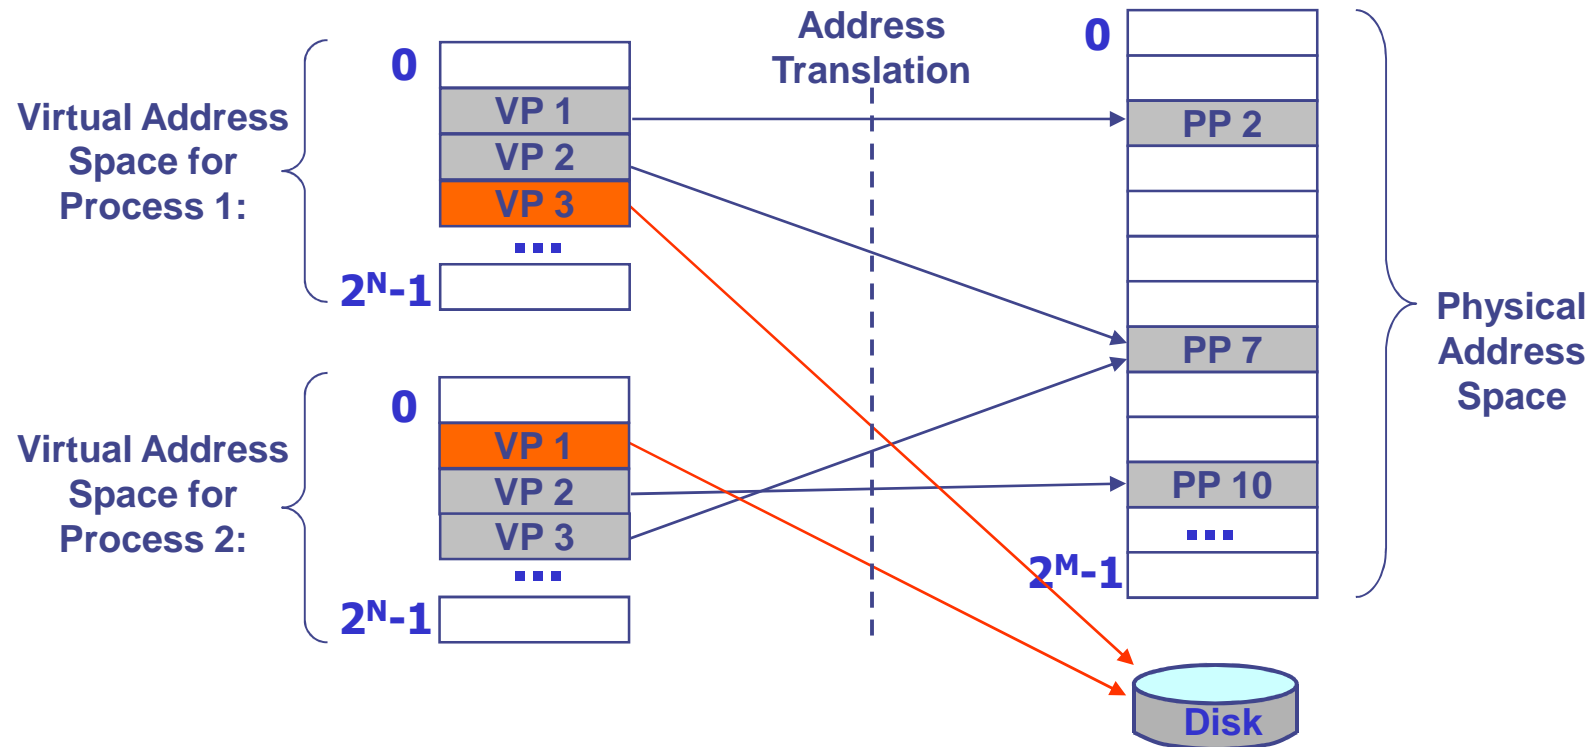 Virtual Address
Space for
Process 1:
0
VP 1
VP 2
VP 3
...
2ᴺ-1
Virtual Address
Space for
Process 2:
0
VP 1
VP 2
VP 3
...
2ᴺ-1
Address
Translation
0
PP 2
PP 7
PP 10
...
2ᴹ-1
Physical
Address
Space
Disk